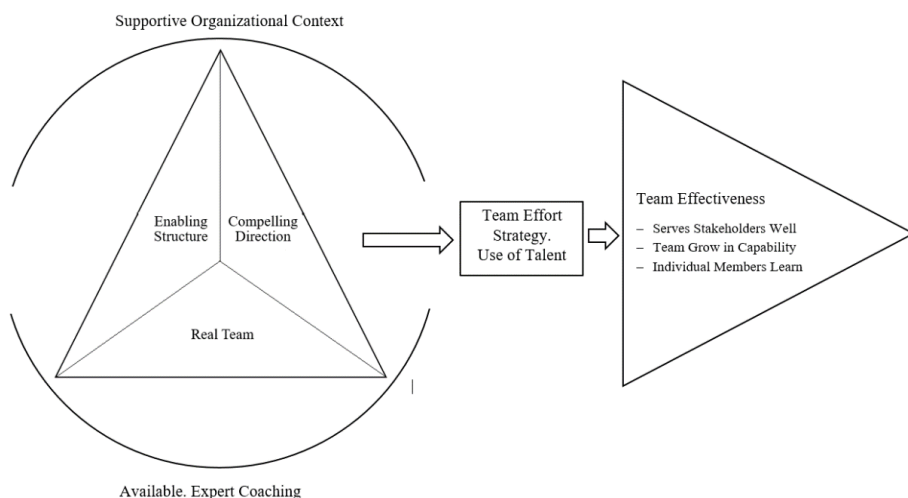 Supportive Organizational Context
Enabling
Structure
Compelling
Direction
Real Team
Available. Expert Coaching
Team Effort
Strategy.
Use of Talent
Team Effectiveness
– Serves Stakeholders Well
– Team Grow in Capability
– Individual Members Learn